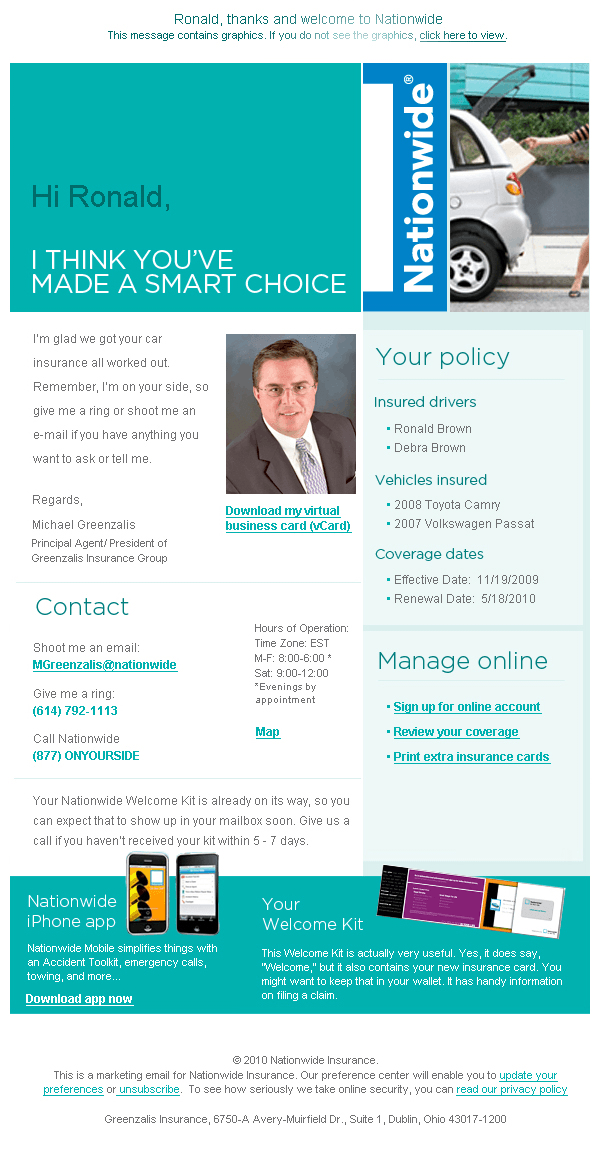 Ronald, thanks and welcome to Nationwide
This message contains graphics. If you do not see the graphics, click here to view.
Hi Ronald,
I THINK YOU'VE
MADE A SMART CHOICE
Nationwide®
I'm glad we got your car
insurance all worked out.
Remember, I'm on your side, so
give me a ring or shoot me an
e-mail if you have anything you
want to ask or tell me.
Regards,
Michael Greenzalis
Principal Agent/ President of
Greenzalis Insurance Group
Download my virtual
business card (vCard)
Your policy
Insured drivers
• Ronald Brown
• Debra Brown
Vehicles insured
• 2008 Toyota Camry
• 2007 Volkswagen Passat
Coverage dates
• Effective Date: 11/19/2009
• Renewal Date: 5/18/2010
Contact
Shoot me an email:
MGreenzalis@nationwide
Give me a ring:
(614) 792-1113
Call Nationwide
(877) ONYOURSIDE
Hours of Operation:
Time Zone: EST
M-F: 8:00-6:00 *
Sat: 9:00-12:00
*Evenings by
appointment
Map
Manage online
• Sign up for online account
• Review your coverage
• Print extra insurance cards
Your Nationwide Welcome Kit is already on its way, so you
can expect that to show up in your mailbox soon. Give us a
call if you haven't received your kit within 5 - 7 days.
Nationwide
iPhone app
Nationwide Mobile simplifies things with
an Accident Toolkit, emergency calls,
towing, and more...
Download app now
Your
Welcome Kit
This Welcome Kit is actually very useful. Yes, it does say,
"Welcome," but it also contains your new insurance card. You
might want to keep that in your wallet. It has handy information
on filing a claim.
© 2010 Nationwide Insurance.
This is a marketing email for Nationwide Insurance. Our preference center will enable you to update your
preferences or unsubscribe. To see how seriously we take online security, you can read our privacy policy
Greenzalis Insurance, 6750-A Avery-Muirfield Dr., Suite 1, Dublin, Ohio 43017-1200